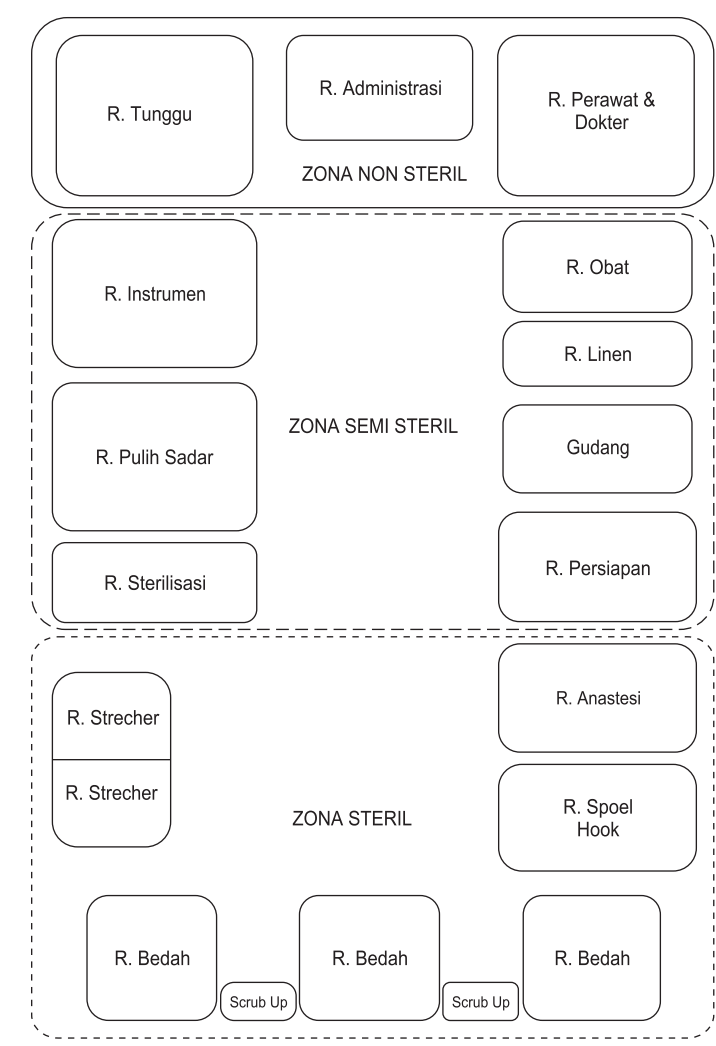 R. Tunggu
R. Administrasi
R. Perawat &
Dokter
ZONA NON STERIL
R. Instrumen
R. Obat
R. Linen
R. Pulih Sadar
ZONA SEMI STERIL
Gudang
R. Sterilisasi
R. Persiapan
R. Strecher
R. Strecher
R. Anastesi
ZONA STERIL
R. Spoel
Hook
R. Bedah
Scrub Up
R. Bedah
Scrub Up
R. Bedah